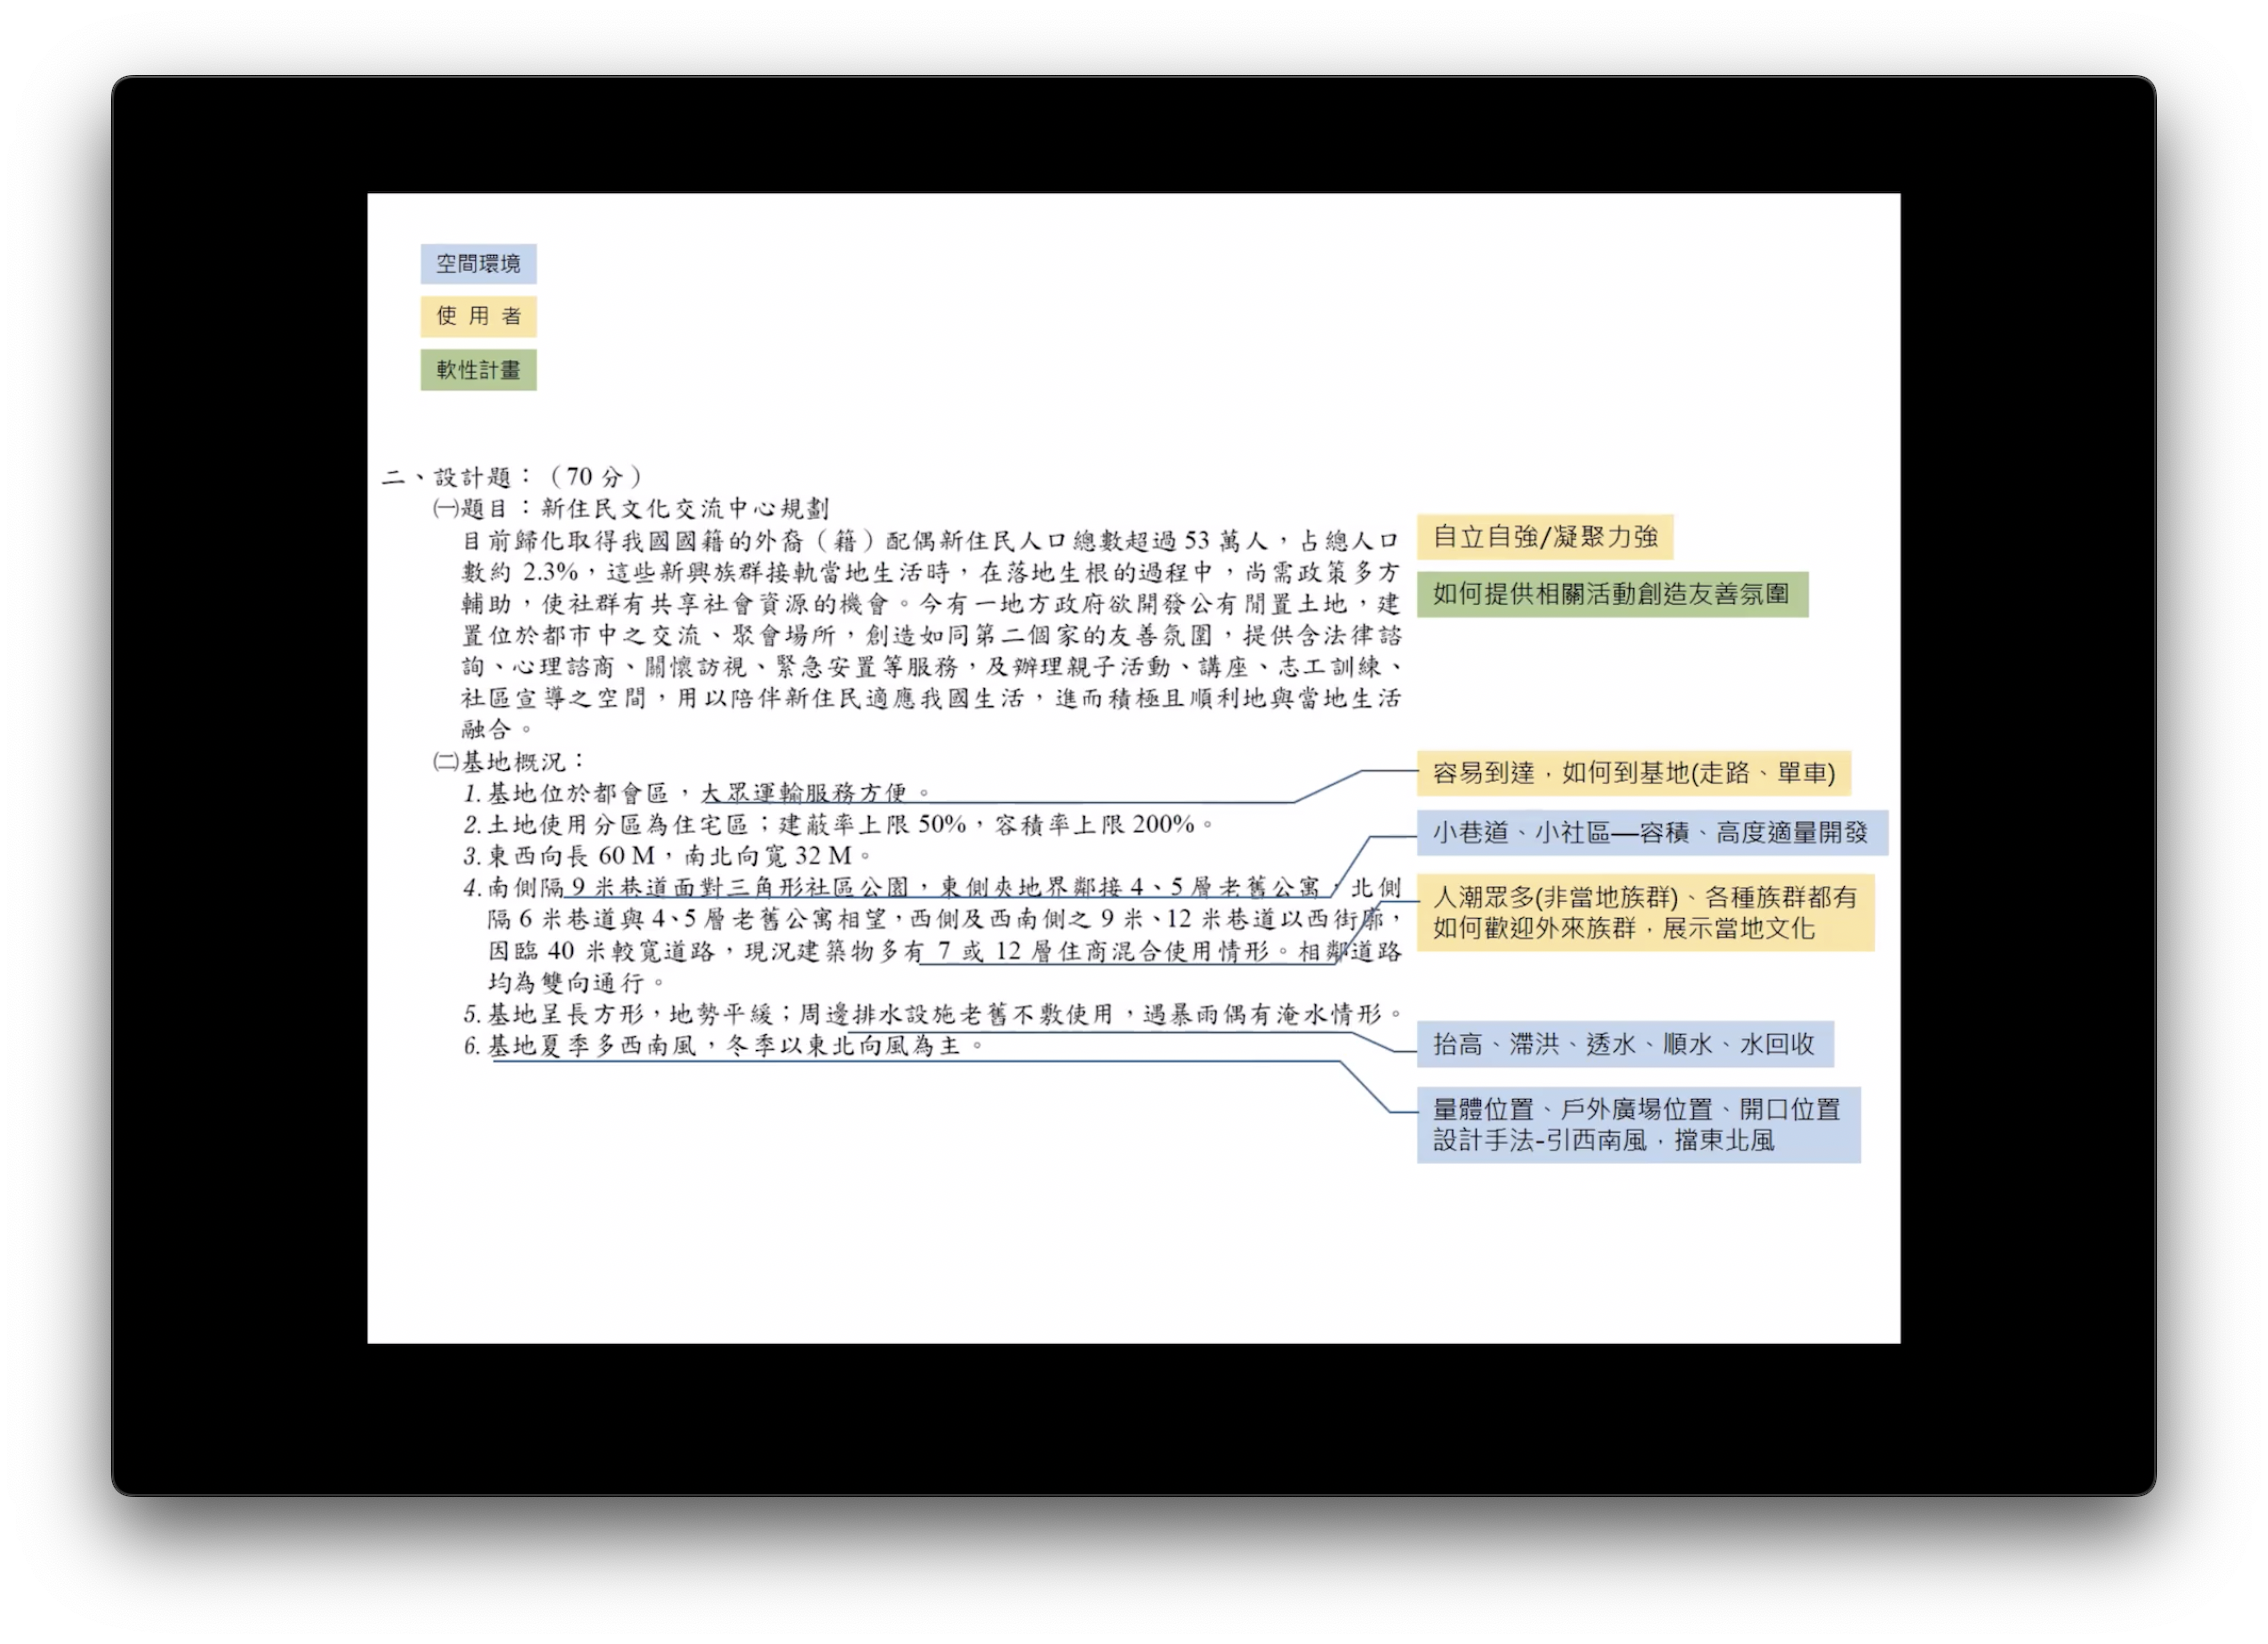 空間環境
使 用 者
軟性計畫
二、設計題：（70 分）
㈠題目：新住民文化交流中心規劃
目前歸化取得我國國籍的外裔（籍）配偶新住民人口總數超過 53 萬人，占總人口
數約 2.3%，這些新興族群接軌當地生活時，在落地生根的過程中，尚需政策多方
輔助，使社群有共享社會資源的機會。今有一地方政府欲開發公有閒置土地，建
置位於都市中之交流、聚會場所，創造如同第二個家的友善氛圍，提供含法律諮
詢、心理諮商、關懷訪視、緊急安置等服務，及辦理親子活動、講座、志工訓練、
社區宣導之空間，用以陪伴新住民適應我國生活，進而積極且順利地與當地生活
融合。
自立自強/凝聚力強
如何提供相關活動創造友善氛圍
㈡基地概況：
1.基地位於都會區，大眾運輸服務方便。
2.土地使用分區為住宅區；建蔽率上限 50%，容積率上限 200%。
3.東西向長 60 M，南北向寬 32 M。
4.南側隔 9 米巷道面對三角形社區公園，東側夾地界鄰接 4、5 層老舊公寓，北側
隔 6 米巷道與 4、5 層老舊公寓相望，西側及西南側之 9 米、12 米巷道以西街廓，
因臨 40 米較寬道路，現況建築物多有 7 或 12 層住商混合使用情形。相鄰道路
均為雙向通行。
5.基地呈長方形，地勢平緩；周邊排水設施老舊不敷使用，遇暴雨偶有淹水情形。
6.基地夏季多西南風，冬季以東北向風為主。
容易到達，如何到基地(走路、單車)
小巷道、小社區—容積、高度適量開發
人潮眾多(非當地族群)、各種族群都有
如何歡迎外來族群，展示當地文化
抬高、滯洪、透水、順水、水回收
量體位置、戶外廣場位置、開口位置
設計手法-引西南風，擋東北風